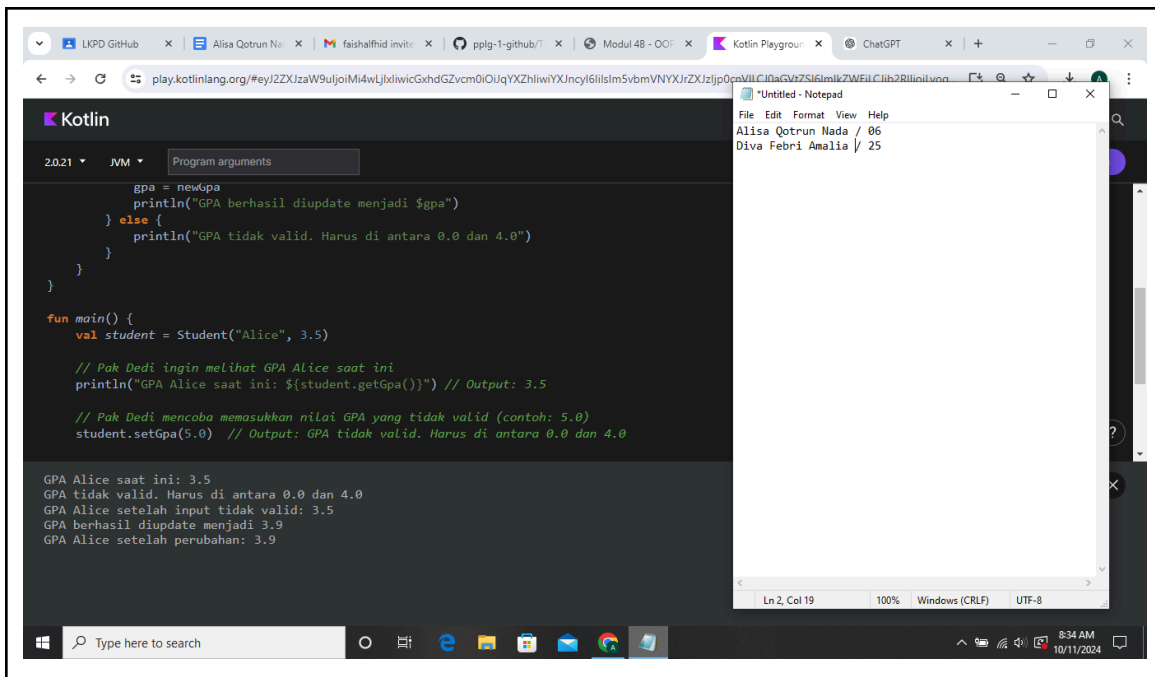 LKPD GitHub
Alisa Qotrun Na
faishalfhid invite
pplg-1-github/T
Modul 4B - OOP
Kotlin Playgroun
ChatGPT
Kotlin
2.0.21
JVM
Program arguments
gpa = newGpa
println("GPA berhasil diupdate menjadi $gpa")
} else {
println("GPA tidak valid. Harus di antara 0.0 dan 4.0")
}
}
}
fun main() {
val student = Student("Alice", 3.5)
// Pak Dedi ingin melihat GPA Alice saat ini
println("GPA Alice saat ini: ${student.getGpa()}") // Output: 3.5
// Pak Dedi mencoba memasukkan nilai GPA yang tidak valid (contoh: 5.0)
student.setGpa(5.0) // Output: GPA tidak valid. Harus di antara 0.0 dan 4.0
GPA Alice saat ini: 3.5
GPA tidak valid. Harus di antara 0.0 dan 4.0
GPA Alice setelah input tidak valid: 3.5
GPA berhasil diupdate menjadi 3.9
GPA Alice setelah perubahan: 3.9
*Untitled - Notepad
File Edit Format View Help
Alisa Qotrun Nada / 06
Diva Febri Amalia / 25
Ln 2, Col 19 100% Windows (CRLF) UTF-8
Type here to search
8:34 AM
10/11/2024